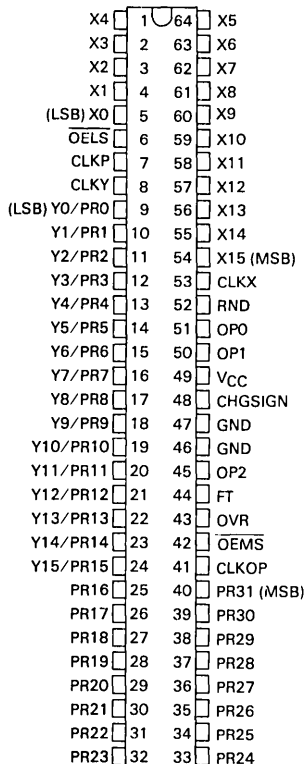 X4 1 64 X5
X3 2 63 X6
X2 3 62 X7
X1 4 61 X8
(LSB) X0 5 60 X9
OELS 6 59 X10
CLKP 7 58 X11
CLKY 8 57 X12
(LSB) Y0/PR0 9 56 X13
Y1/PR1 10 55 X14
Y2/PR2 11 54 X15 (MSB)
Y3/PR3 12 53 CLKX
Y4/PR4 13 52 RND
Y5/PR5 14 51 OP0
Y6/PR6 15 50 OP1
Y7/PR7 16 49 VCC
Y8/PR8 17 48 CHGSIGN
Y9/PR9 18 47 GND
Y10/PR10 19 46 GND
Y11/PR11 20 45 OP2
Y12/PR12 21 44 FT
Y13/PR13 22 43 OVR
Y14/PR14 23 42 OEMS
Y15/PR15 24 41 CLKOP
PR16 25 40 PR31 (MSB)
PR17 26 39 PR30
PR18 27 38 PR29
PR19 28 37 PR28
PR20 29 36 PR27
PR21 30 35 PR26
PR22 31 34 PR25
PR23 32 33 PR24